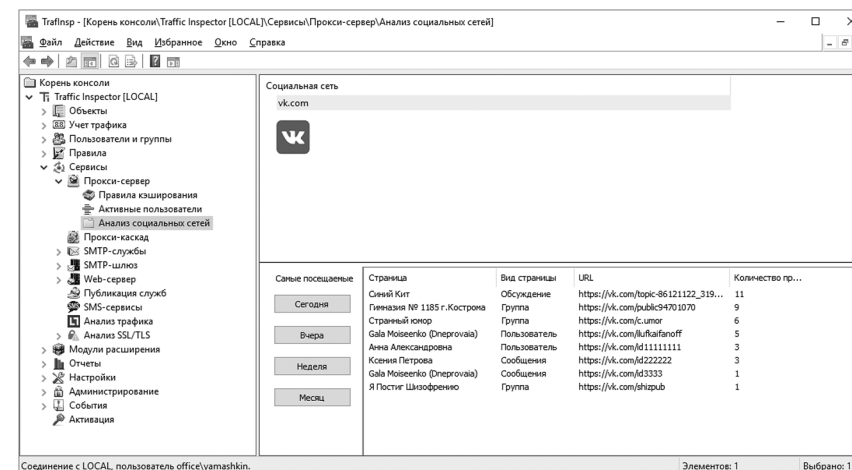 TrafInsp - [Корень консоли\Traffic Inspector [LOCAL]\Сервисы\Прокси-сервер\Анализ социальных сетей]
Файл Действие Вид Избранное Окно Справка
Корень консоли
Traffic Inspector [LOCAL]
Объекты
Учет трафика
Пользователи и группы
Правила
Сервисы
Прокси-сервер
Правила кэширования
Активные пользователи
Анализ социальных сетей
Прокси-каскад
SMTP-службы
SMTP-шлюз
Web-сервер
Публикация служб
SMS-сервисы
Анализ трафика
Анализ SSL/TLS
Модули расширения
Отчеты
Настройки
Администрирование
События
Активация
Социальная сеть
vk.com
Самые посещаемые
Сегодня
Вчера
Неделя
Месяц
Страница Вид страницы URL Количество пр...
Синий Кит Обсуждение https://vk.com/topic-86121122_319... 11
Гимназия № 1185 г.Кострома Группа https://vk.com/public94701070 9
Странный юмор Группа https://vk.com/c.umor 6
Gala Moiseenko (Dneprovaia) Пользователь https://vk.com/liufkaifanoff 5
Анна Александровна Пользователь https://vk.com/id11111111 3
Ксения Петрова Сообщения https://vk.com/id222222 3
Gala Moiseenko (Dneprovaia) Сообщения https://vk.com/id3333 1
Я Постиг Шизофрению Группа https://vk.com/shizpub 1
Соединение с LOCAL, пользователь office\yamashkin. Элементов: 1 Выбрано: 1